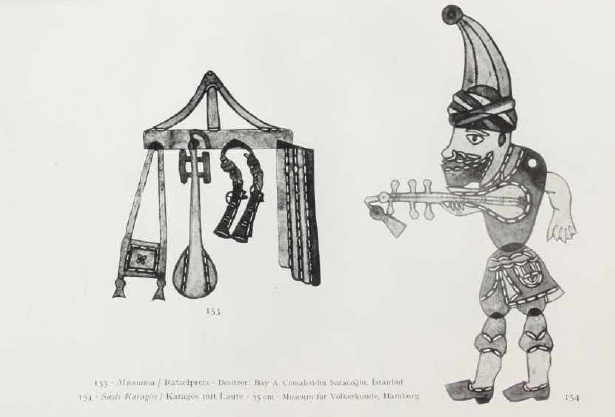 153
153 · Muamma / Rätselpreis · Besitzer: Bay A. Cemaleddin Saraçoğlu, İstanbul
154 · Sazlı Karagöz / Karagöz mit Laute · 35 cm · Museum für Völkerkunde, Hamburg
154